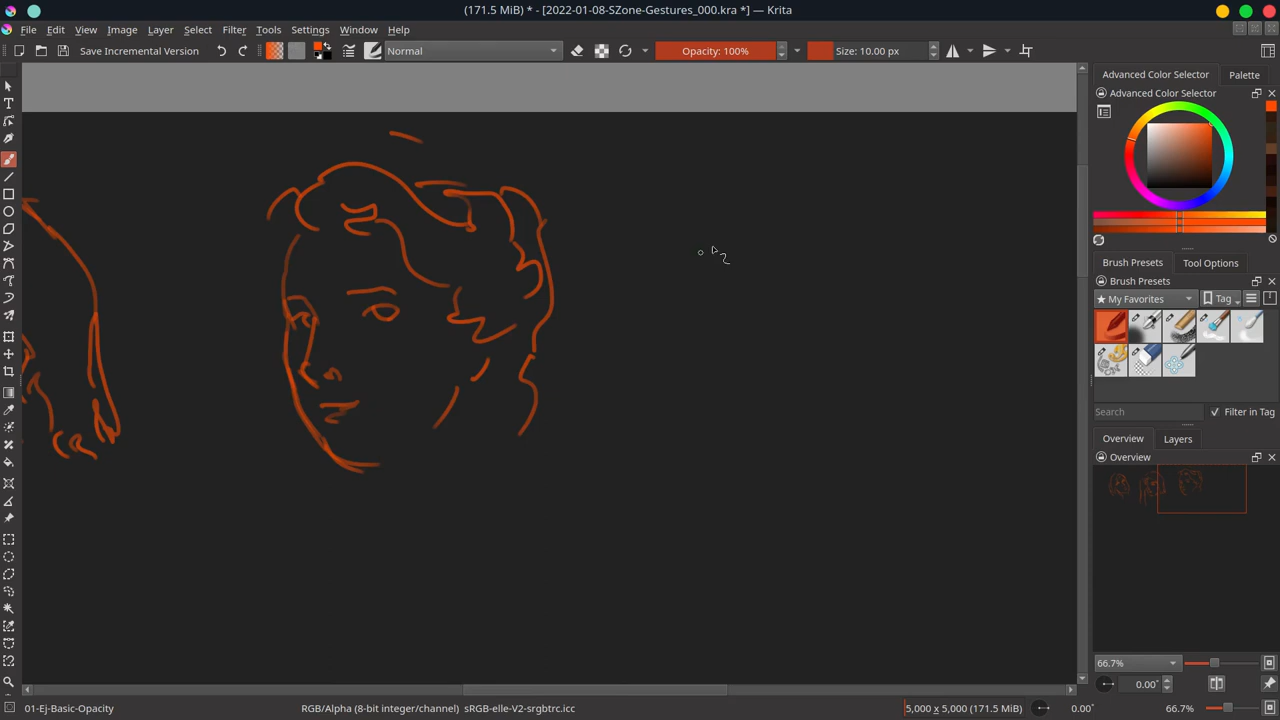 (171.5 MiB) * - [2022-01-08-SZone-Gestures_000.kra *] — Krita
File Edit View Image Filter Layer Select Tools Settings Window Help
Save Incremental Version Normal Opacity: 100% Size: 10.00 px
Advanced Color Selector Palette
Advanced Color Selector
Brush Presets Tool Options
Brush Presets
★ My Favorites Tag
Search Filter in Tag
Overview Layers
Overview
66.7%
0.00°
01-Ej-Basic-Opacity RGB/Alpha (8-bit integer/channel) sRGB-elle-V2-srgbtrc.icc 5,000 x 5,000 (171.5 MiB) 0.00° 66.7%